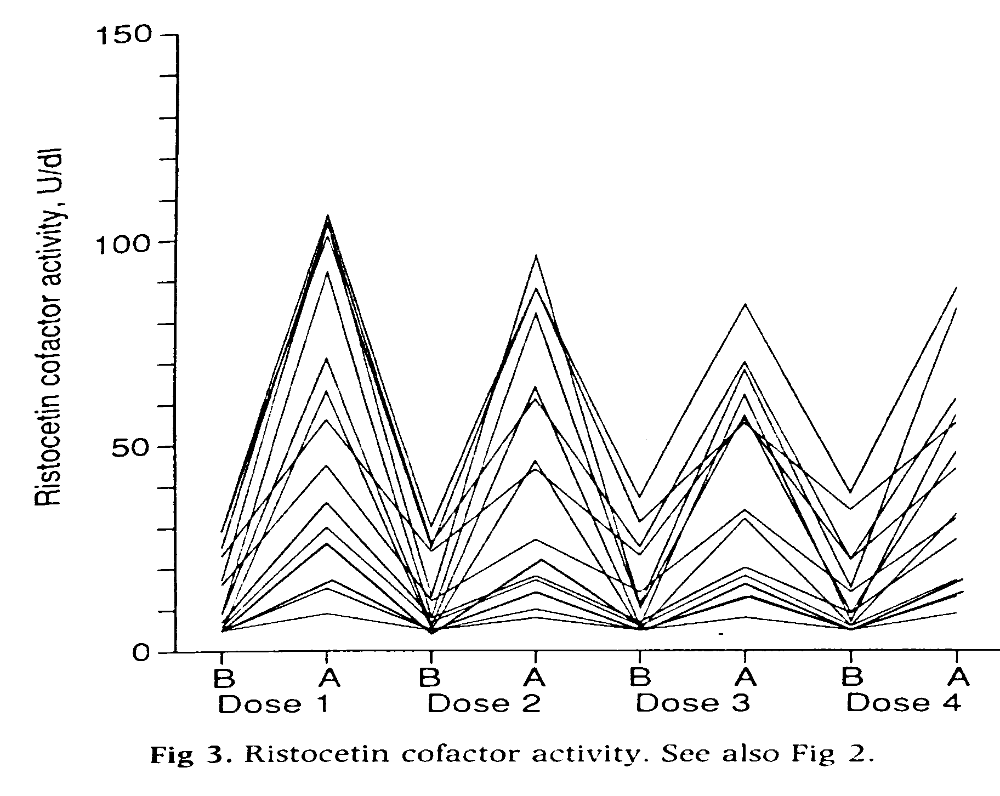 150
100
50
0
Ristocetin cofactor activity, U/dl
B A B A B A B A
Dose 1 Dose 2 Dose 3 Dose 4
Fig 3. Ristocetin cofactor activity. See also Fig 2.